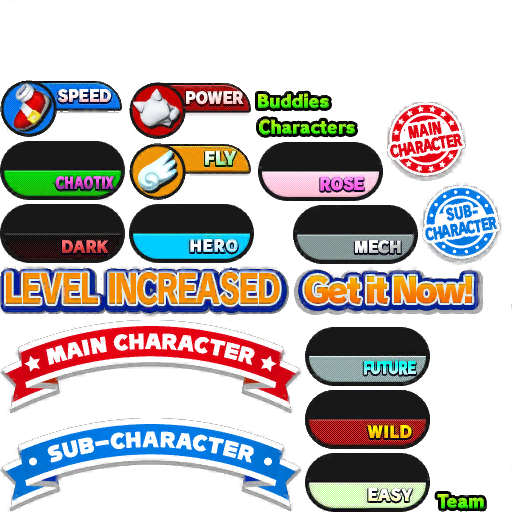 SPEED
POWER
Buddies
Characters
MAIN
CHARACTER
CHAOTIX
FLY
ROSE
SUB-
CHARACTER
DARK
HERO
MECH
LEVEL INCREASED
Get it Now!
MAIN CHARACTER
FUTURE
WILD
SUB-CHARACTER
EASY
Team